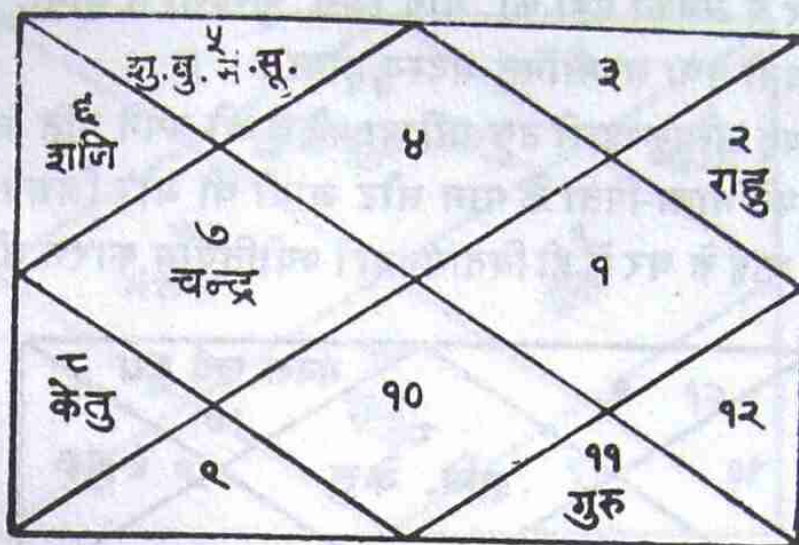 शु. बु. ५ मं. सू.
३
६
शनि
४
२
राहु
७
चन्द्र
१
८
केतु
१०
१२
९
११
गुरु